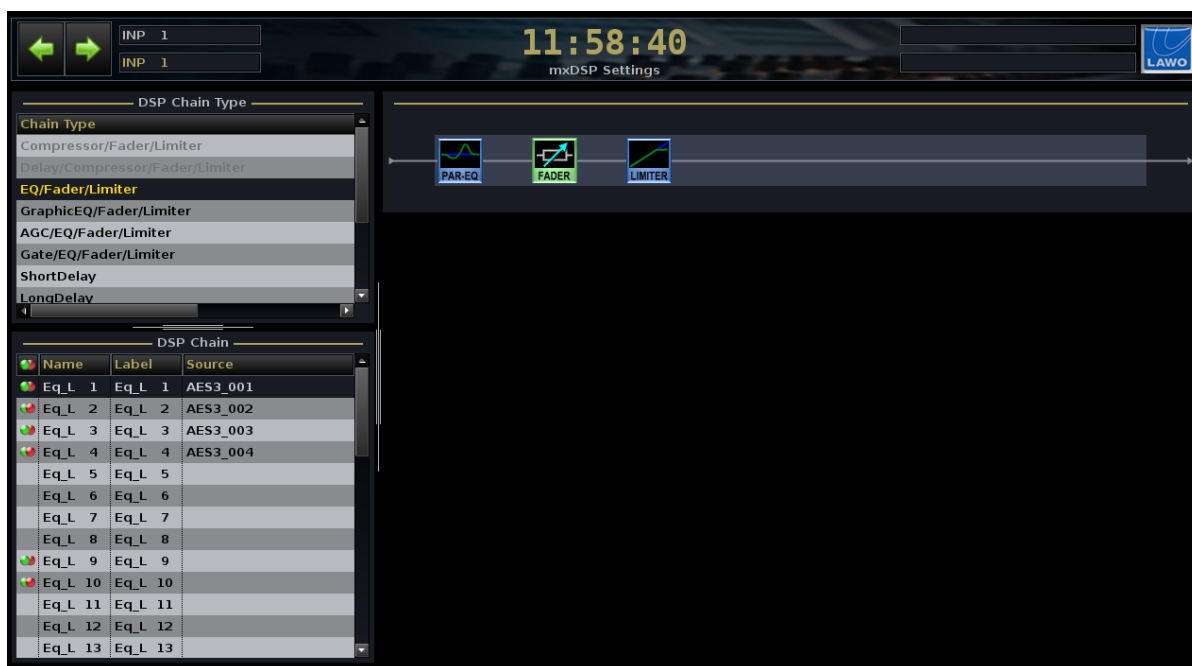 INP 1
INP 1
11:58:40
mxDSP Settings
LAWO
DSP Chain Type
Chain Type
Compressor/Fader/Limiter
Delay/Compressor/Fader/Limiter
EQ/Fader/Limiter
GraphicEQ/Fader/Limiter
AGC/EQ/Fader/Limiter
Gate/EQ/Fader/Limiter
ShortDelay
LongDelay
PAR-EQ FADER LIMITER
DSP Chain
Name Label Source
Eq_L 1 Eq_L 1 AES3_001
Eq_L 2 Eq_L 2 AES3_002
Eq_L 3 Eq_L 3 AES3_003
Eq_L 4 Eq_L 4 AES3_004
Eq_L 5 Eq_L 5
Eq_L 6 Eq_L 6
Eq_L 7 Eq_L 7
Eq_L 8 Eq_L 8
Eq_L 9 Eq_L 9
Eq_L 10 Eq_L 10
Eq_L 11 Eq_L 11
Eq_L 12 Eq_L 12
Eq_L 13 Eq_L 13